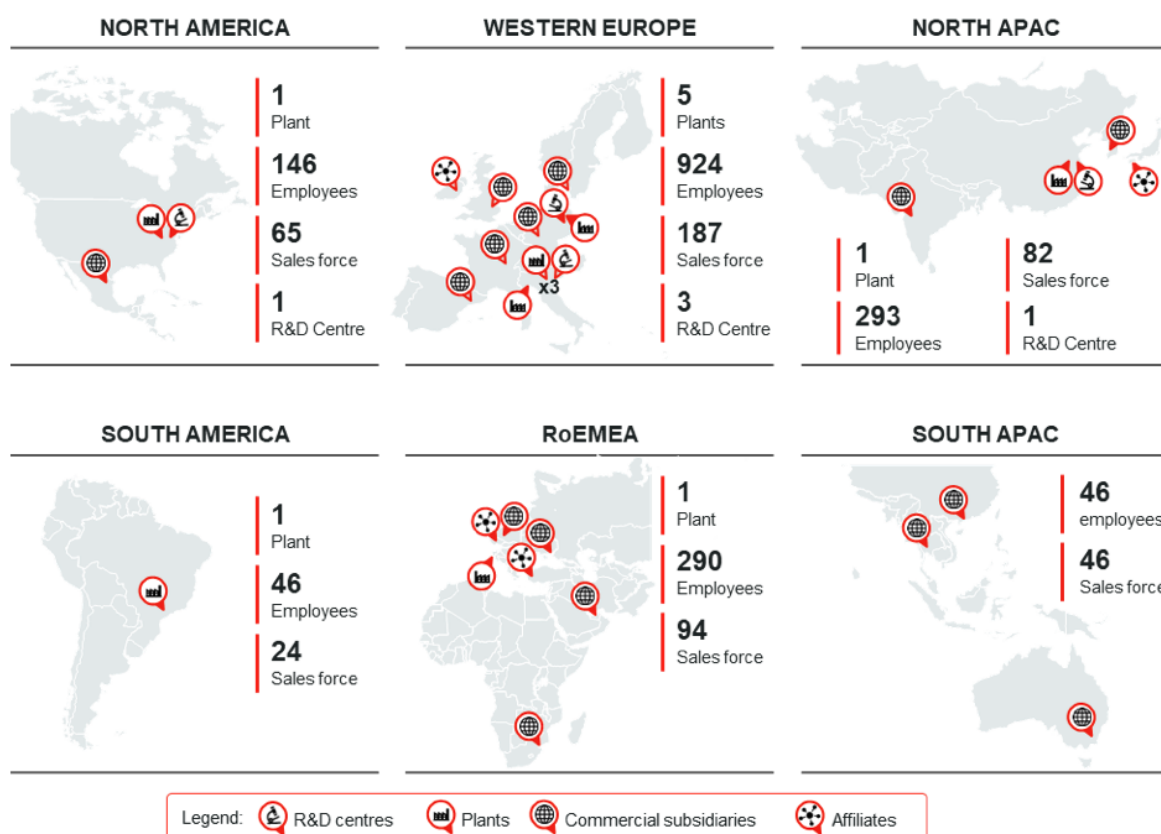 NORTH AMERICA
1
Plant
146
Employees
65
Sales force
1
R&D Centre
WESTERN EUROPE
5
Plants
924
Employees
187
Sales force
3
R&D Centre
x3
NORTH APAC
1
Plant
82
Sales force
293
Employees
1
R&D Centre
SOUTH AMERICA
1
Plant
46
Employees
24
Sales force
RoEMEA
1
Plant
290
Employees
94
Sales force
SOUTH APAC
46
employees
46
Sales force
Legend: R&D centres Plants Commercial subsidiaries Affiliates